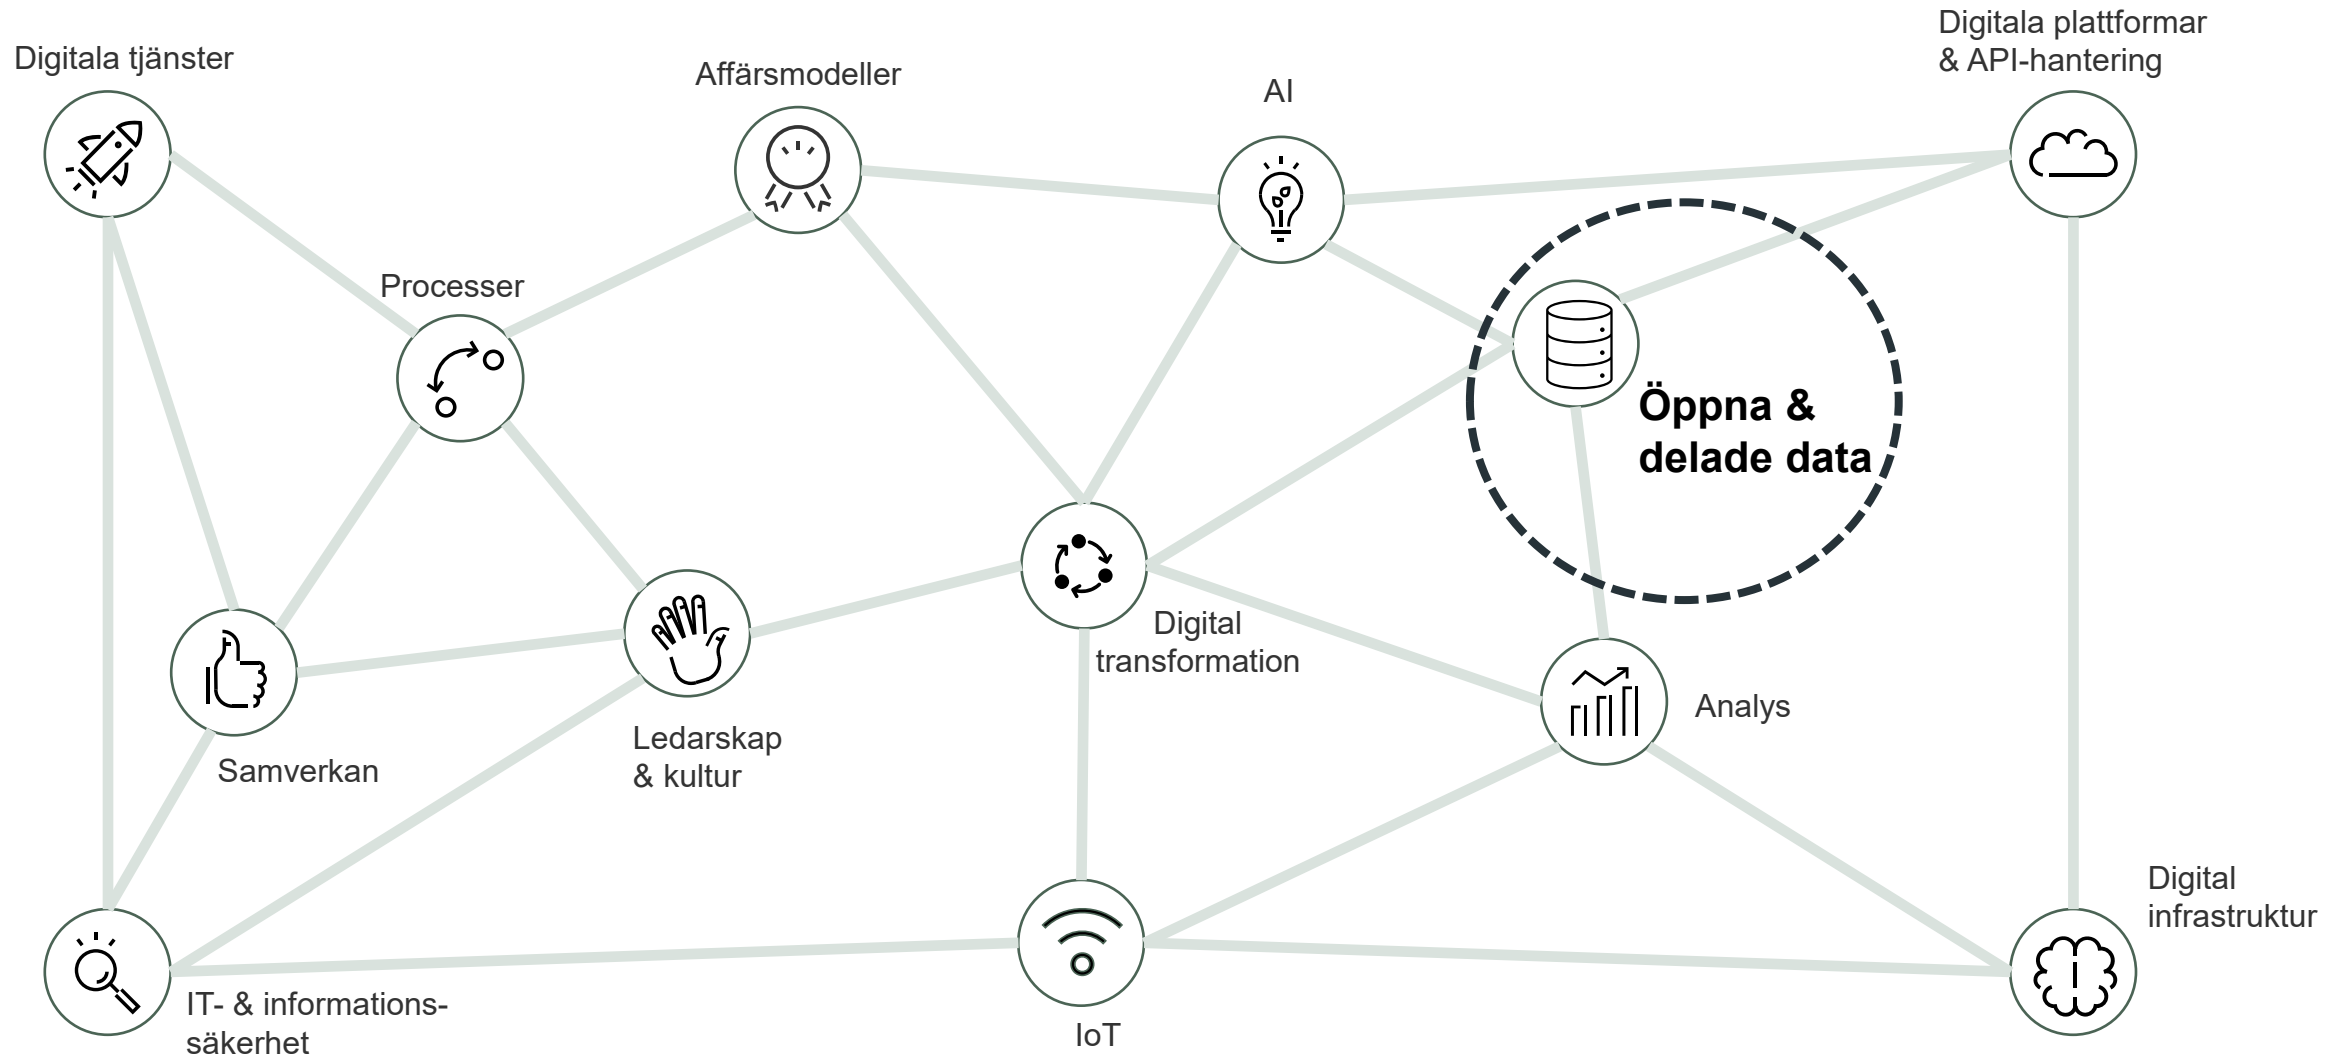 Digitala plattformar
& API-hantering
Digitala tjänster
Affärsmodeller
AI
Processer
Öppna &
delade data
Digital
transformation
Analys
Ledarskap
& kultur
Samverkan
Digital
infrastruktur
IT- & informations-
säkerhet
IoT